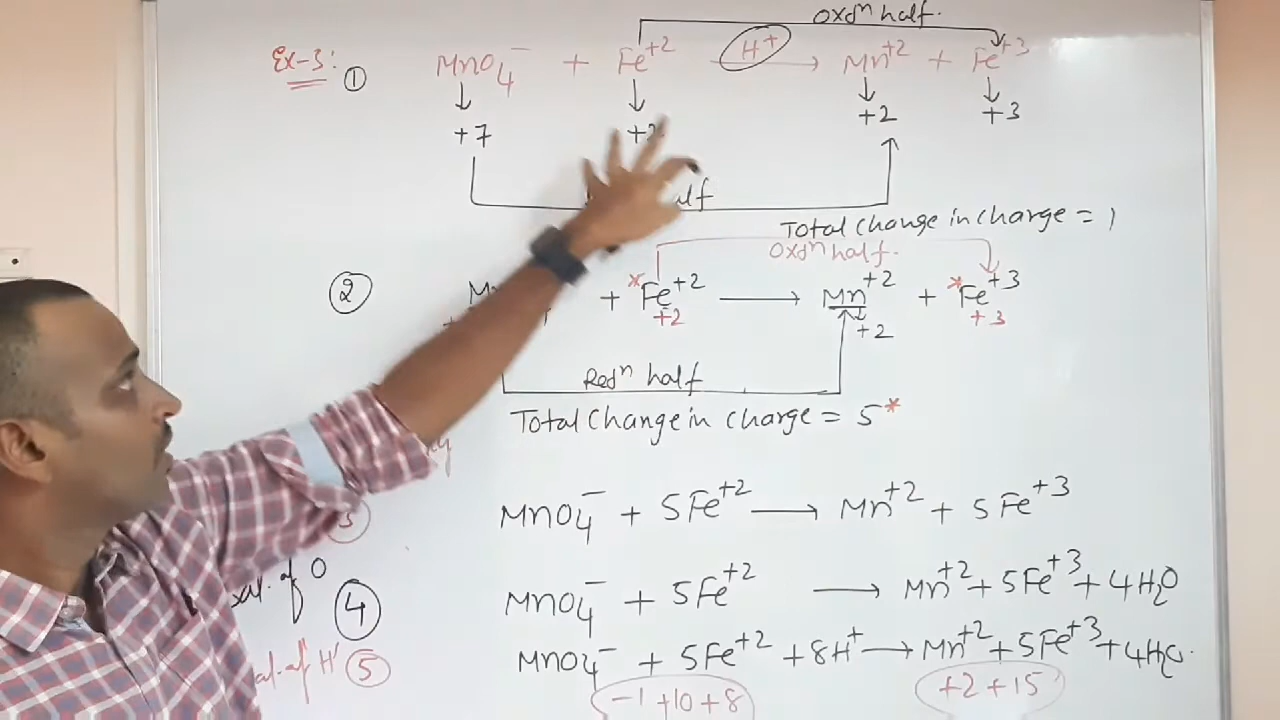 Oxdⁿ half.
Ex-3: ① MnO₄⁻ + Fe⁺² H⁺ → Mn⁺² + Fe⁺³
+7 +2 +3
Total change in charge = 1
Oxdⁿ half.
② + *Fe⁺² → Mn⁺² + *Fe⁺³
+2 +2 +3
Redⁿ half
Total Change in charge = 5*
③ MnO₄⁻ + 5Fe⁺² → Mn⁺² + 5Fe⁺³
of O ④ MnO₄⁻ + 5Fe⁺² → Mn⁺² + 5Fe⁺³ + 4H₂O
of H ⑤ MnO₄⁻ + 5Fe⁺² + 8H⁺ → Mn⁺² + 5Fe⁺³ + 4H₂O.
-1 +10 +8 +2 +15